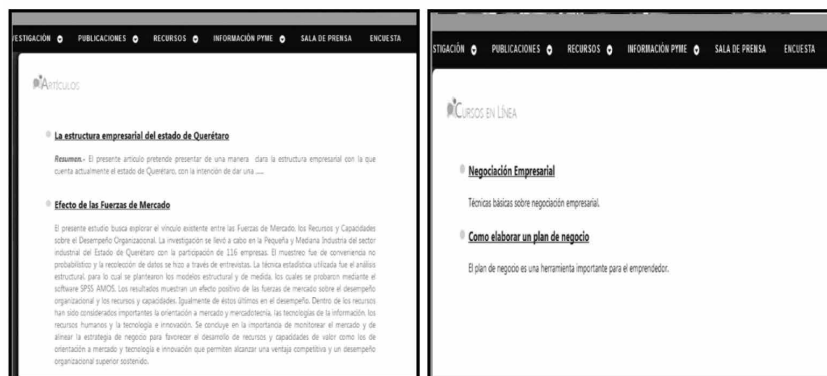 VESTIGACIÓN PUBLICACIONES RECURSOS INFORMACIÓN PYME SALA DE PRENSA ENCUESTA
ARTÍCULOS
La estructura empresarial del estado de Querétaro
Resumen.- El presente artículo pretende presentar de una manera clara la estructura empresarial con la que
cuenta actualmente el estado de Querétaro, con la intención de dar una .....
Efecto de las Fuerzas de Mercado
El presente estudio busca explorar el vínculo existente entre las Fuerzas de Mercado, los Recursos y Capacidades
sobre el Desempeño Organizacional. La investigación se llevó a cabo en la Pequeña y Mediana Industria del sector
industrial del Estado de Querétaro con la participación de 116 empresas. El muestreo fue de conveniencia no
probabilístico y la recolección de datos se hizo a través de entrevistas. La técnica estadística utilizada fue el análisis
estructural, para lo cual se plantearon los modelos estructural y de medida, los cuales se probaron mediante el
software SPSS AMOS. Los resultados muestran un efecto positivo de las fuerzas de mercado sobre el desempeño
organizacional y los recursos y capacidades. Igualmente de éstos últimos en el desempeño. Dentro de los recursos
han sido considerados importantes la orientación a mercado y mercadotecnia, las tecnologías de la información, los
recursos humanos y la tecnología e innovación. Se concluye en la importancia de monitorear el mercado y de
alinear la estrategia de negocio para favorecer el desarrollo de recursos y capacidades de valor como los de
orientación a mercado y tecnología e innovación que permiten alcanzar una ventaja competitiva y un desempeño
organizacional superior sostenido.
STIGACIÓN PUBLICACIONES RECURSOS INFORMACIÓN PYME SALA DE PRENSA ENCUESTA
CURSOS EN LÍNEA
Negociación Empresarial
Técnicas básicas sobre negociación empresarial.
Como elaborar un plan de negocio
El plan de negocio es una herramienta importante para el emprendedor.